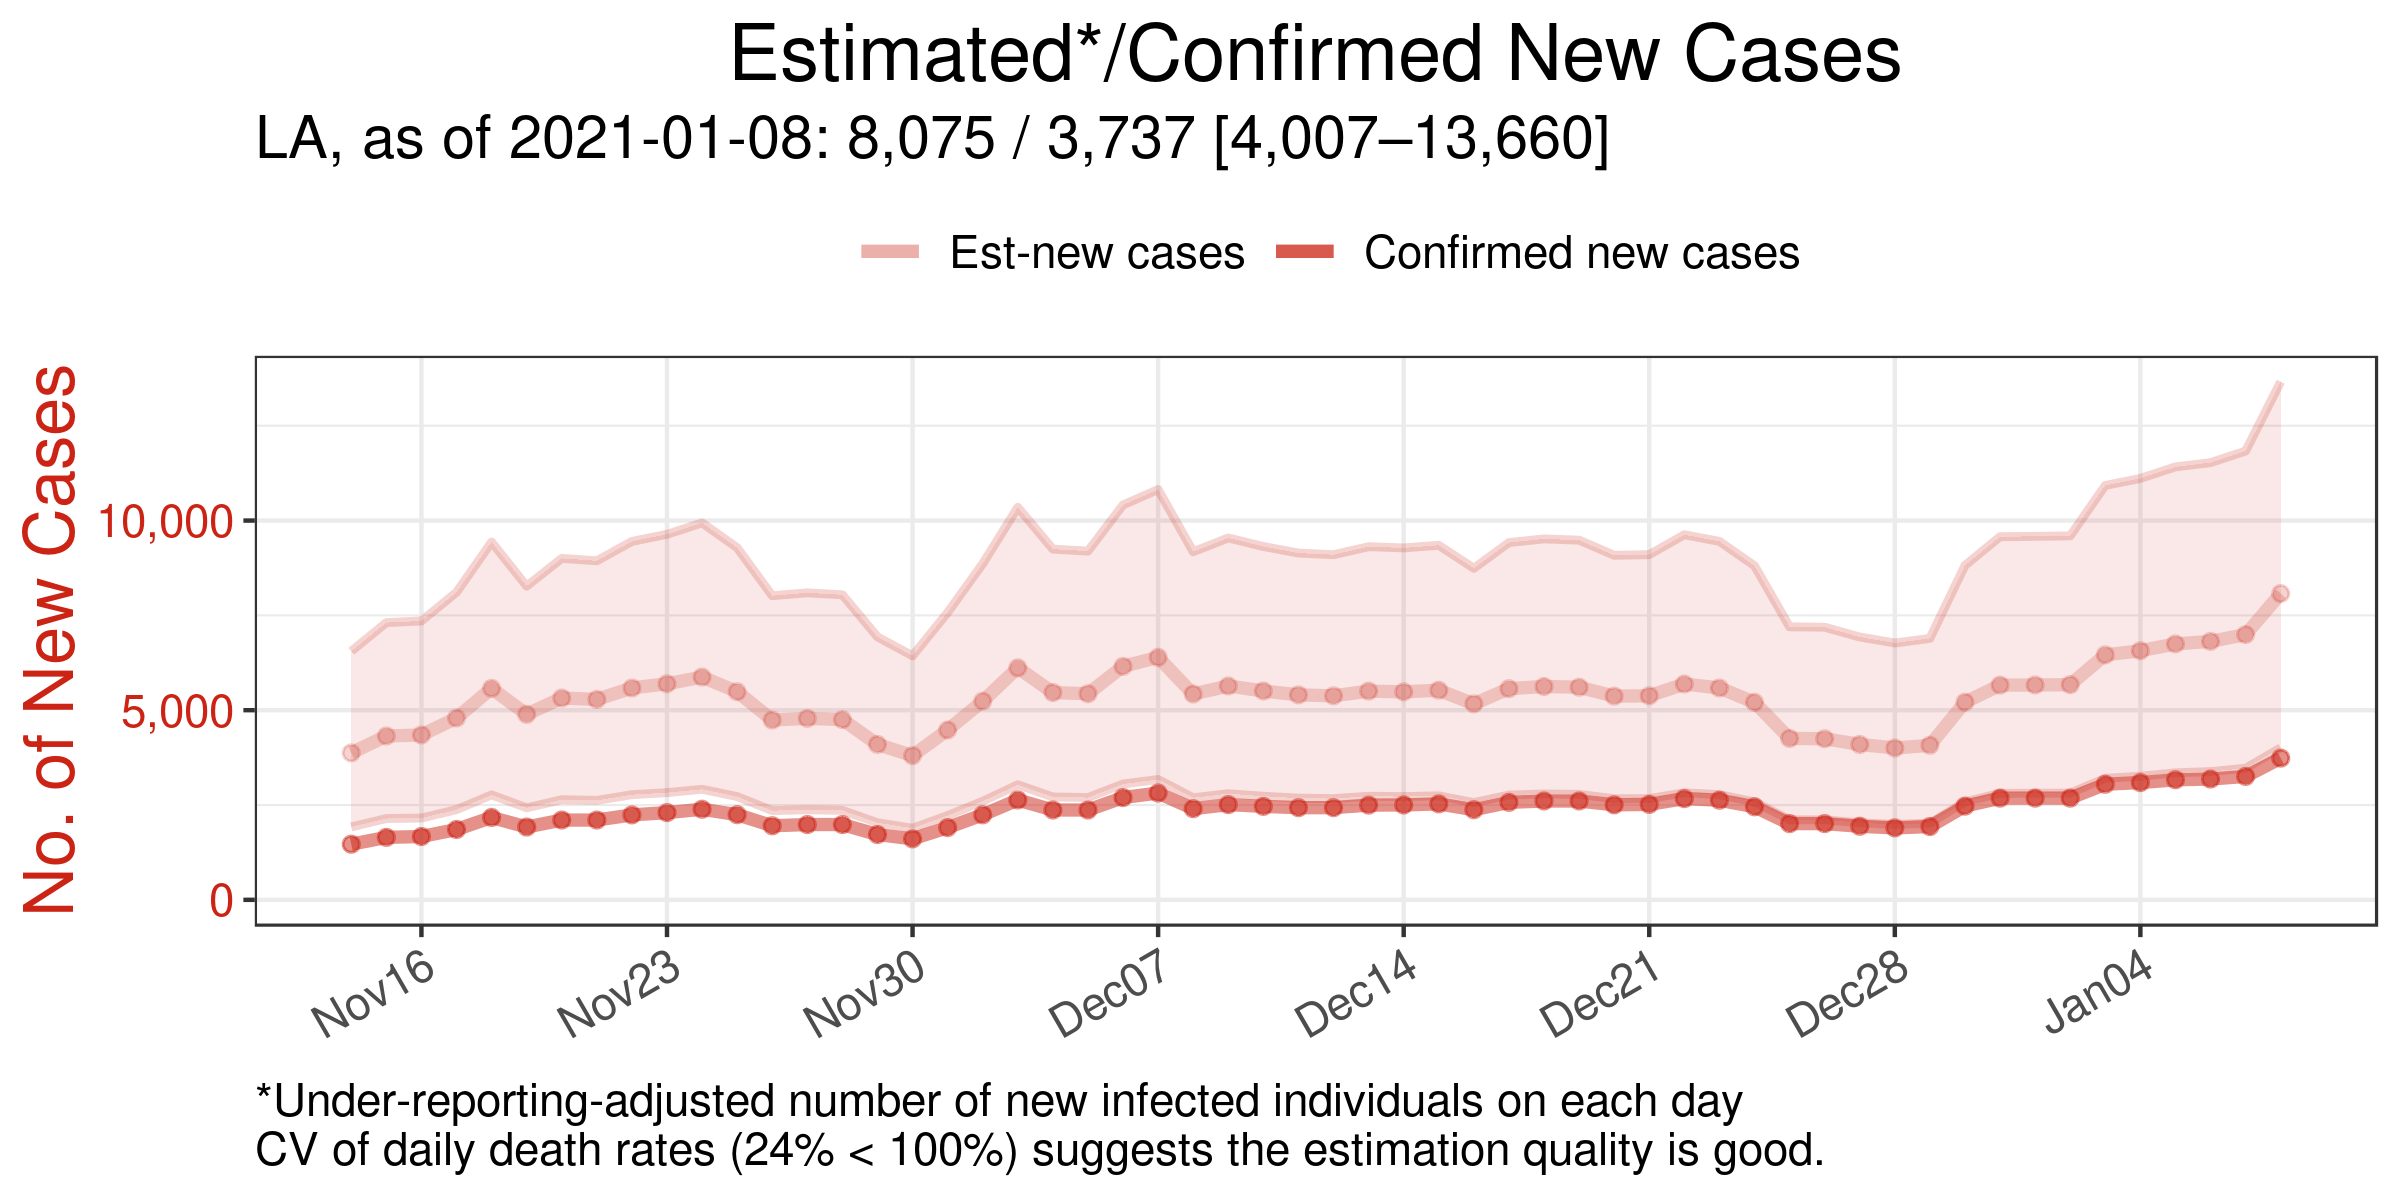 Estimated*/Confirmed New Cases
LA, as of 2021-01-08: 8,075 / 3,737 [4,007–13,660]
Est-new cases
Confirmed new cases
No. of New Cases
10,000
5,000
0
Nov16
Nov23
Nov30
Dec07
Dec14
Dec21
Dec28
Jan04
*Under-reporting-adjusted number of new infected individuals on each day
CV of daily death rates (24% < 100%) suggests the estimation quality is good.